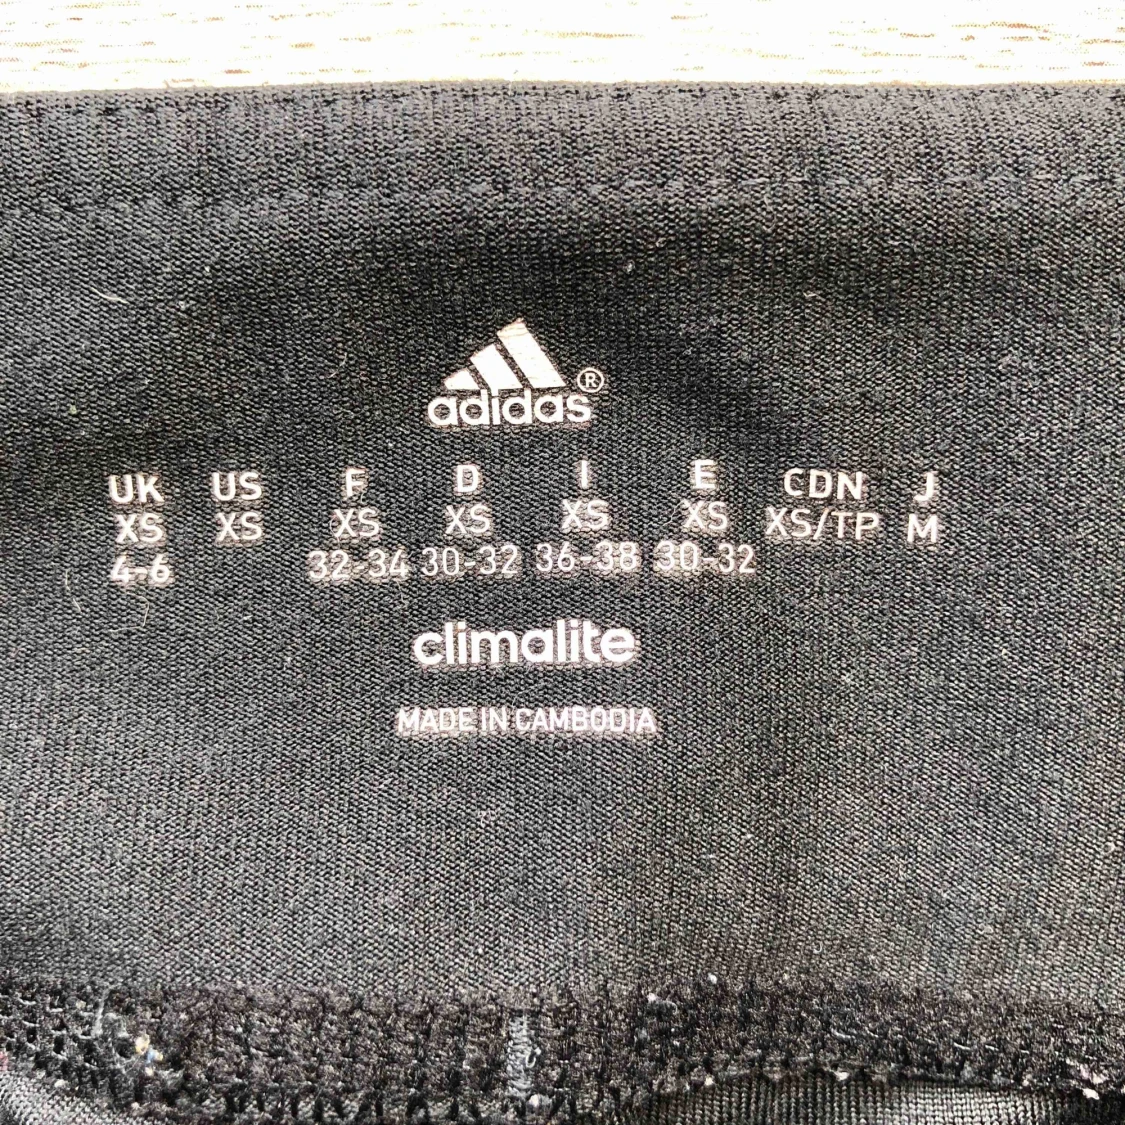 adidas®
UK US F D I E CDN J
XS XS XS XS XS XS XS/TP M
4-6 32-34 30-32 36-38 30-32
climalite
MADE IN CAMBODIA